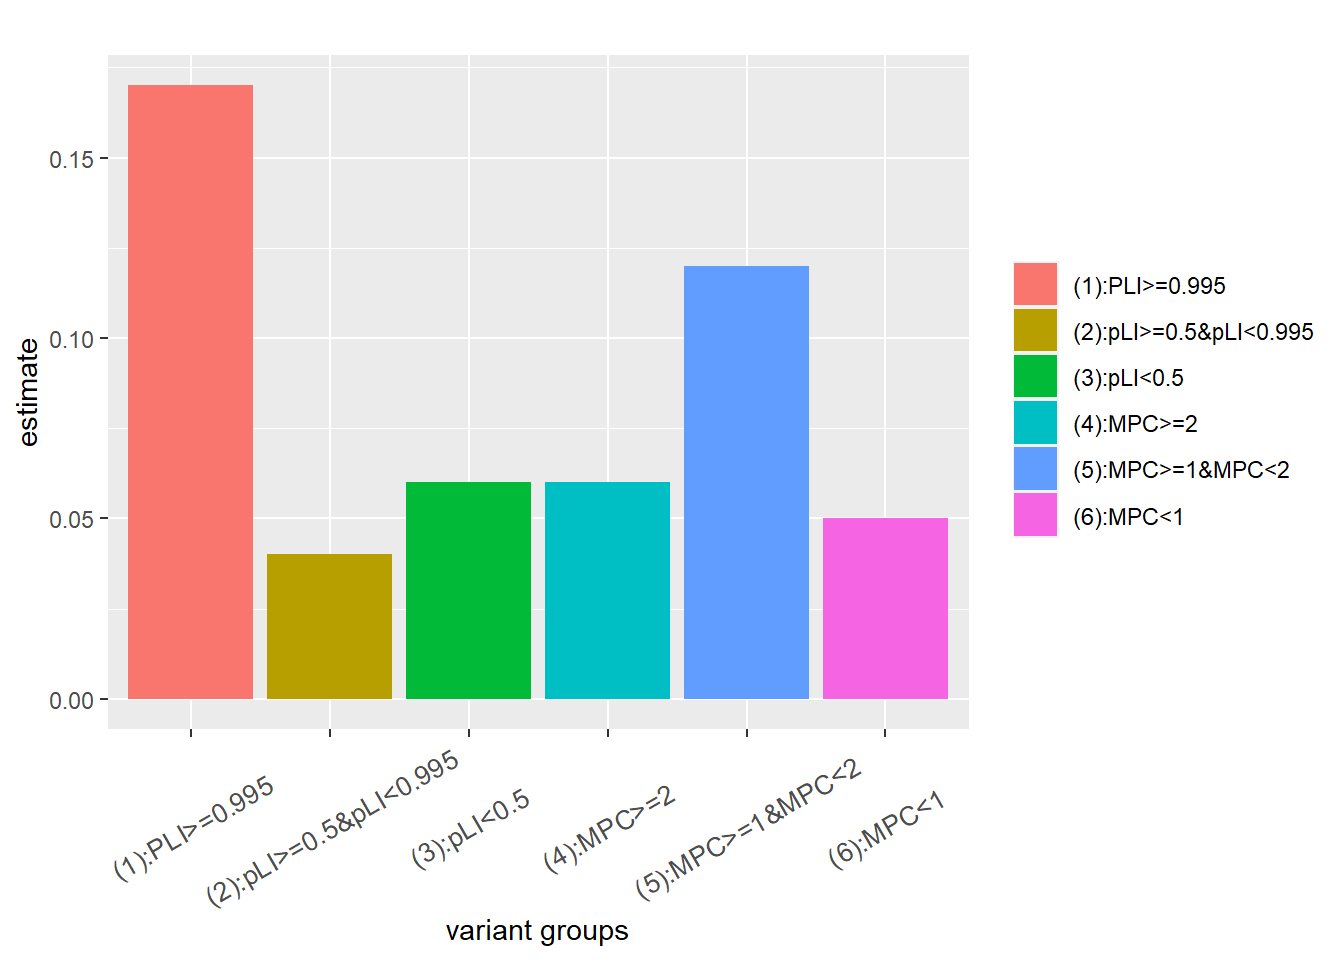 estimate
0.15
0.10
0.05
0.00
(1):PLI>=0.995
(2):pLI>=0.5&pLI<0.995
(3):pLI<0.5
(4):MPC>=2
(5):MPC>=1&MPC<2
(6):MPC<1
variant groups
(1):PLI>=0.995
(2):pLI>=0.5&pLI<0.995
(3):pLI<0.5
(4):MPC>=2
(5):MPC>=1&MPC<2
(6):MPC<1